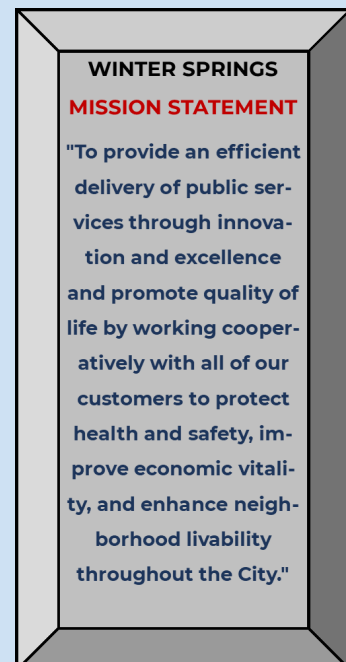 WINTER SPRINGS
MISSION STATEMENT
"To provide an efficient
delivery of public ser-
vices through innova-
tion and excellence
and promote quality of
life by working cooper-
atively with all of our
customers to protect
health and safety, im-
prove economic vitali-
ty, and enhance neigh-
borhood livability
throughout the City."